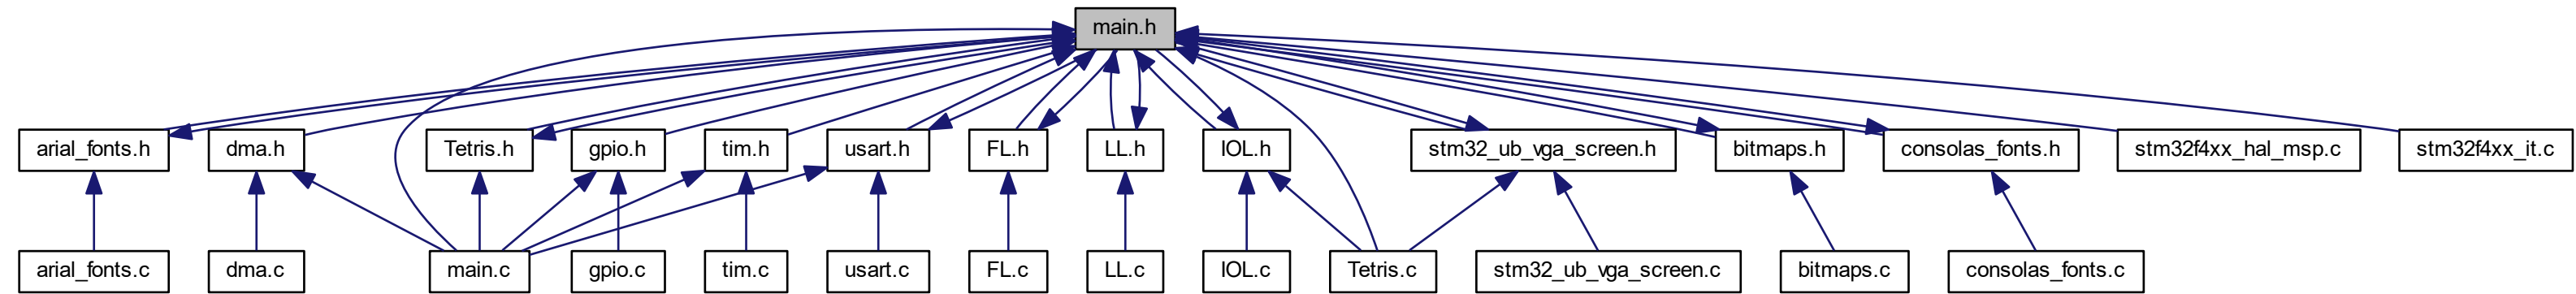 main.h
arial_fonts.h
dma.h
Tetris.h
gpio.h
tim.h
usart.h
FL.h
LL.h
IOL.h
stm32_ub_vga_screen.h
bitmaps.h
consolas_fonts.h
stm32f4xx_hal_msp.c
stm32f4xx_it.c
arial_fonts.c
dma.c
main.c
gpio.c
tim.c
usart.c
FL.c
LL.c
IOL.c
Tetris.c
stm32_ub_vga_screen.c
bitmaps.c
consolas_fonts.c